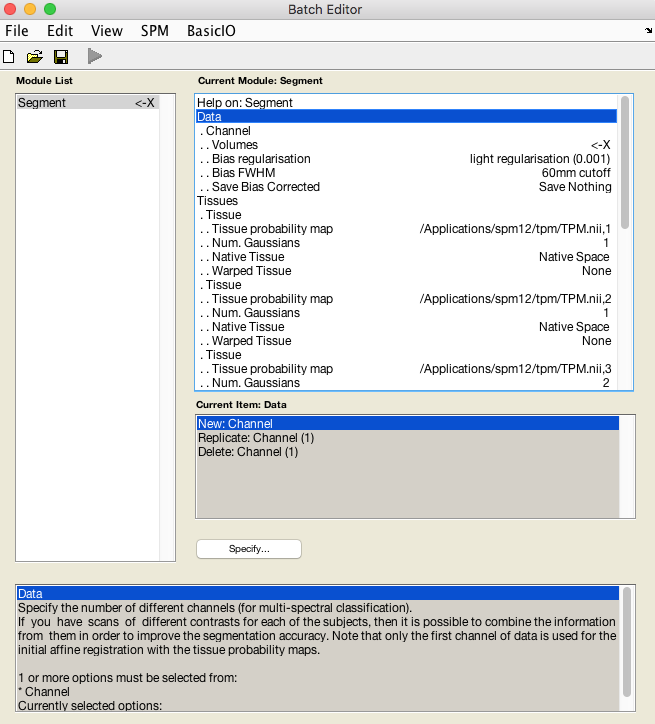 Batch Editor
File Edit View SPM BasicIO
Module List
Segment <-X
Current Module: Segment
Help on: Segment
Data
. Channel
. . Volumes <-X
. . Bias regularisation light regularisation (0.001)
. . Bias FWHM 60mm cutoff
. . Save Bias Corrected Save Nothing
Tissues
. Tissue
. . Tissue probability map /Applications/spm12/tpm/TPM.nii,1
. . Num. Gaussians 1
. . Native Tissue Native Space
. . Warped Tissue None
. Tissue
. . Tissue probability map /Applications/spm12/tpm/TPM.nii,2
. . Num. Gaussians 1
. . Native Tissue Native Space
. . Warped Tissue None
. Tissue
. . Tissue probability map /Applications/spm12/tpm/TPM.nii,3
. . Num. Gaussians 2
Current Item: Data
New: Channel
Replicate: Channel (1)
Delete: Channel (1)
Specify...
Data
Specify the number of different channels (for multi-spectral classification).
If you have scans of different contrasts for each of the subjects, then it is possible to combine the information
from them in order to improve the segmentation accuracy. Note that only the first channel of data is used for the
initial affine registration with the tissue probability maps.
1 or more options must be selected from:
* Channel
Currently selected options: